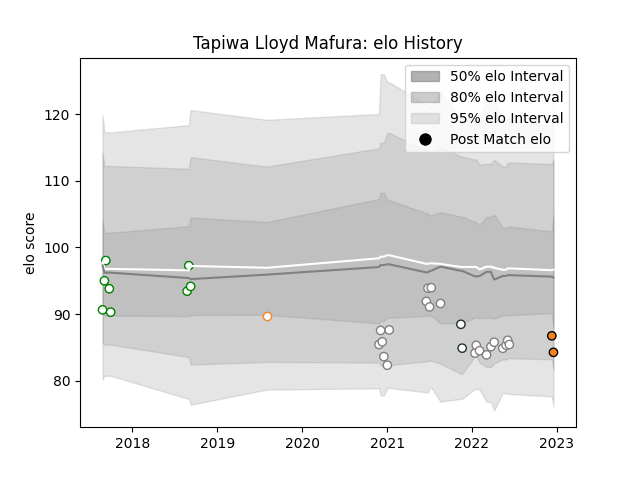 Tapiwa Lloyd Mafura: elo History
50% elo Interval
80% elo Interval
95% elo Interval
Post Match elo
elo score
120
110
100
90
80
2018 2019 2020 2021 2022 2023